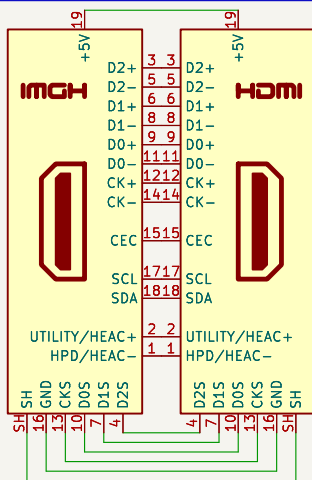 19 19
+5V +5V
D2+ 3 3 D2+
D2- 5 5 D2-
IMGH HDMI
D1+ 6 6 D1+
D1- 8 8 D1-
D0+ 9 9 D0+
D0- 11 11 D0-
CK+ 12 12 CK+
CK- 14 14 CK-
CEC 15 15 CEC
SCL 17 17 SCL
SDA 18 18 SDA
UTILITY/HEAC+ 2 2 UTILITY/HEAC+
HPD/HEAC- 1 1 HPD/HEAC-
SH GND CKS D0S D1S D2S D2S D1S D0S CKS GND SH
SH 16 13 10 7 4 4 7 10 13 16 SH